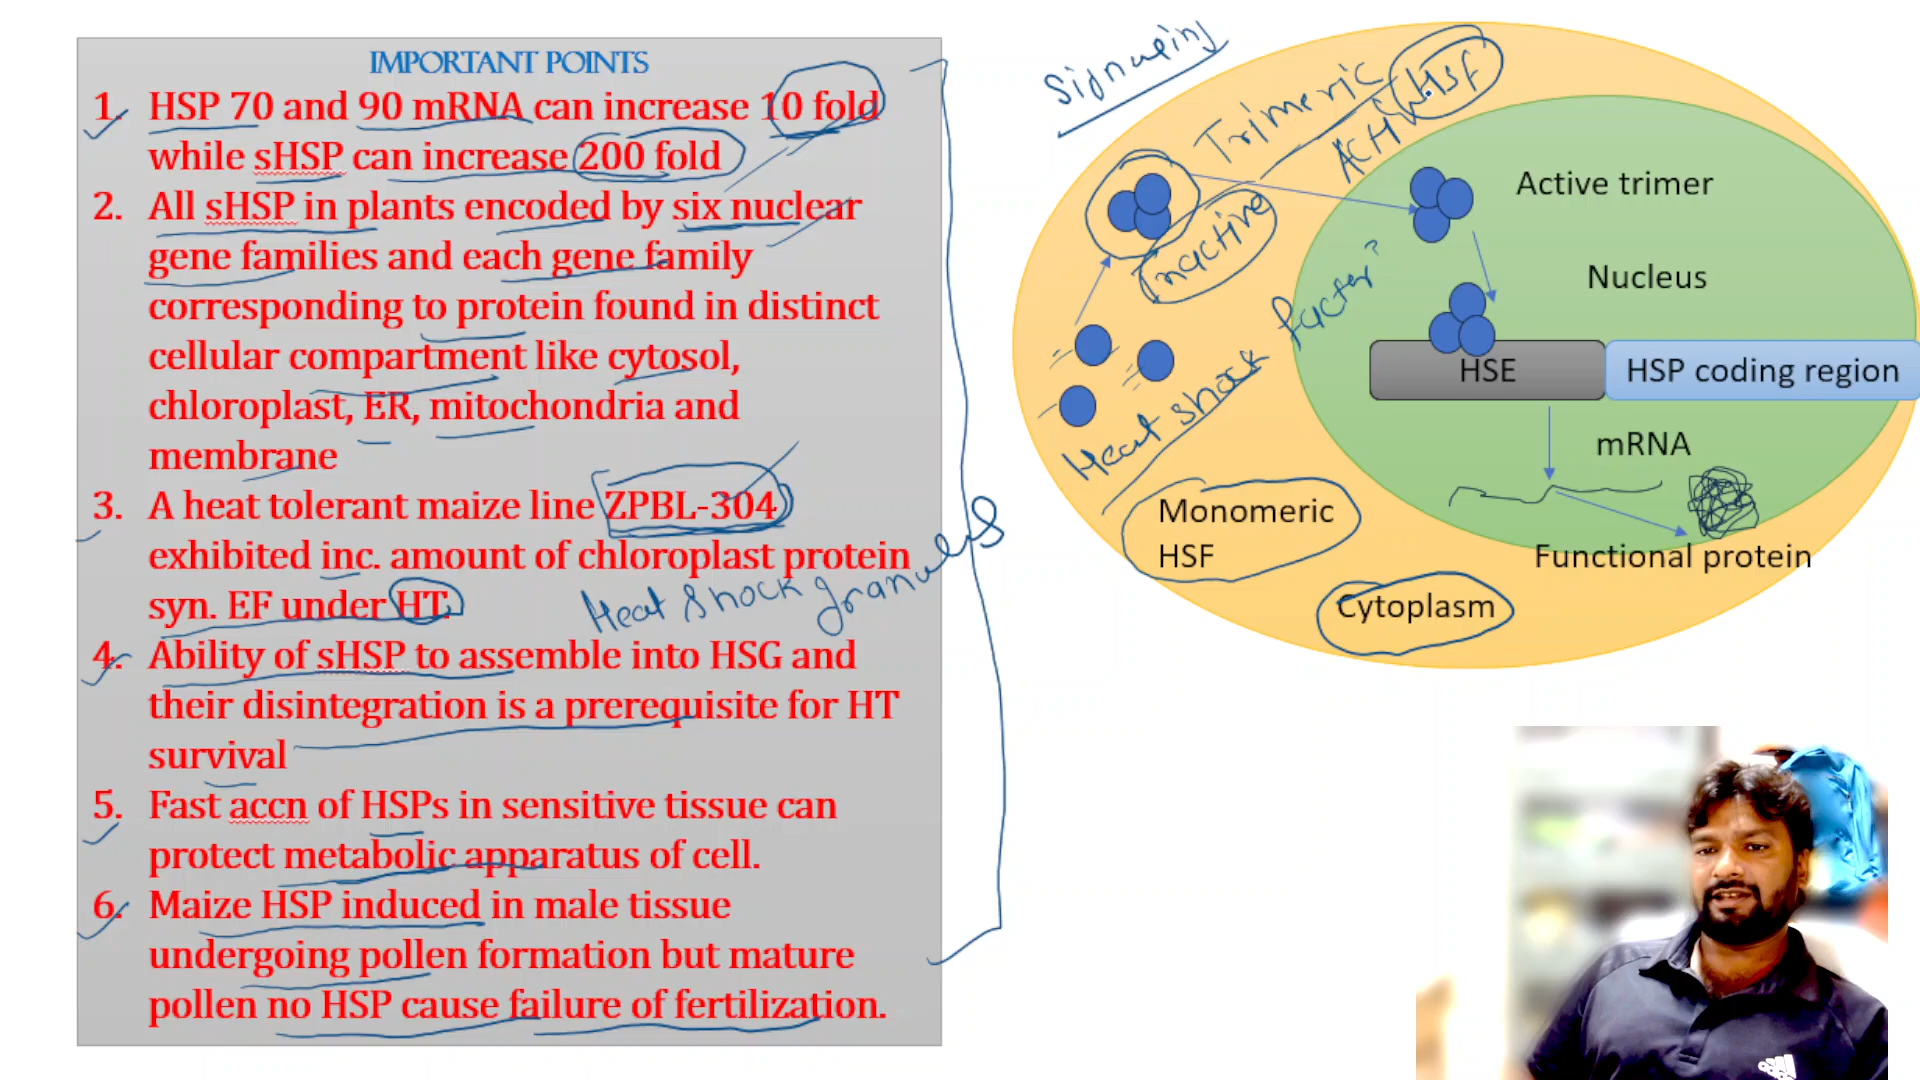 IMPORTANT POINTS
1. HSP 70 and 90 mRNA can increase 10 fold
while sHSP can increase 200 fold
2. All sHSP in plants encoded by six nuclear
gene families and each gene family
corresponding to protein found in distinct
cellular compartment like cytosol,
chloroplast, ER, mitochondria and
membrane
3. A heat tolerant maize line ZPBL-304
exhibited inc. amount of chloroplast protein
syn. EF under HT.
Heat shock granules
4. Ability of sHSP to assemble into HSG and
their disintegration is a prerequisite for HT
survival
5. Fast accn of HSPs in sensitive tissue can
protect metabolic apparatus of cell.
6. Maize HSP induced in male tissue
undergoing pollen formation but mature
pollen no HSP cause failure of fertilization.
Signaling
Trimeric
HSF
Active trimer
Nucleus
Heat shock factor
HSE
HSP coding region
mRNA
Monomeric
HSF
Functional protein
Cytoplasm